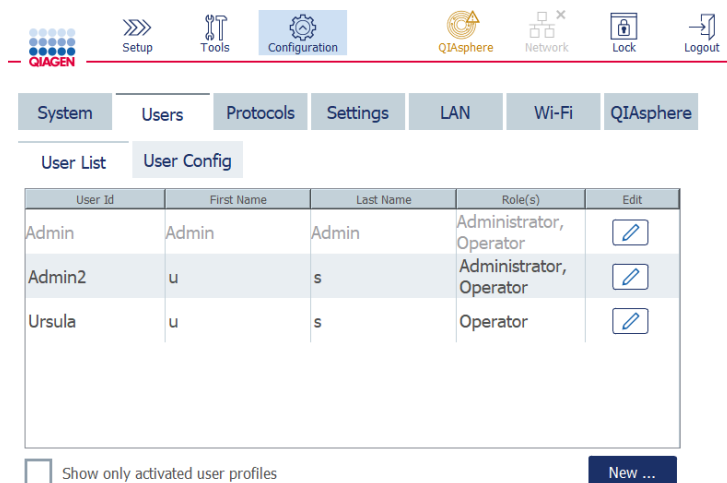 Setup
Tools
Configuration
QIAsphere
Network
Lock
Logout
QIAGEN
System
Users
Protocols
Settings
LAN
Wi-Fi
QIAsphere
User List
User Config
User Id
First Name
Last Name
Role(s)
Edit
Admin
Admin
Admin
Administrator,
Operator
Admin2
u
s
Administrator,
Operator
Ursula
u
s
Operator
Show only activated user profiles
New ...